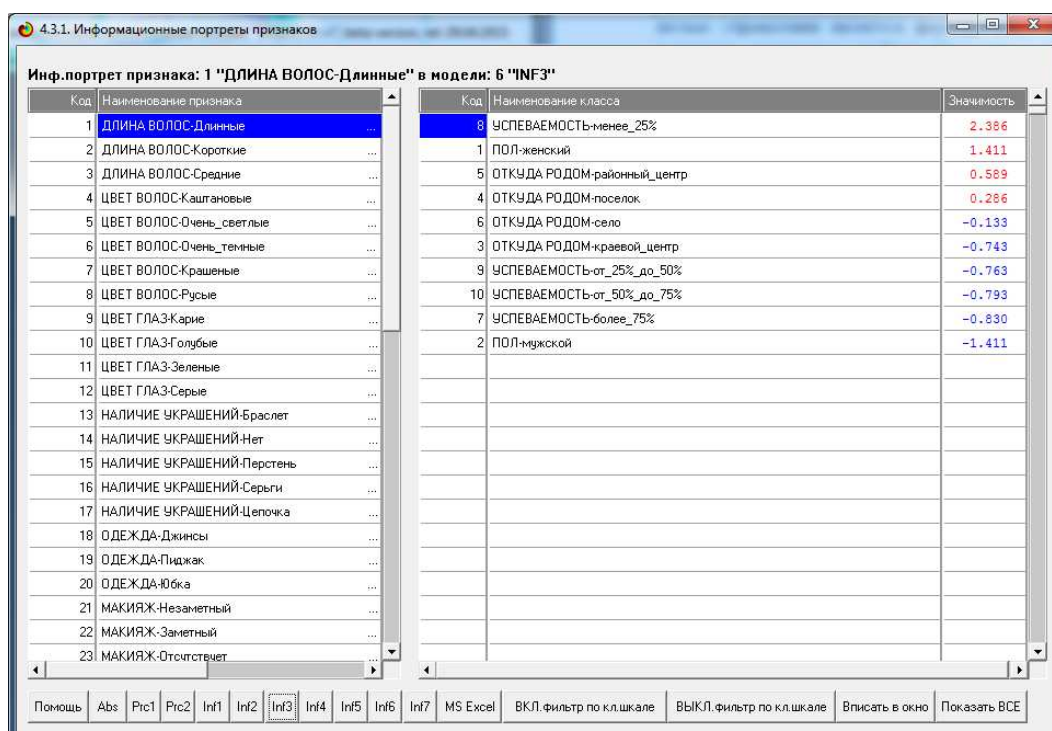 4.3.1. Информационные портреты признаков
Инф.портрет признака: 1 "ДЛИНА ВОЛОС-Длинные" в модели: 6 "INF3"
Код Наименование признака
1 ДЛИНА ВОЛОС-Длинные ...
2 ДЛИНА ВОЛОС-Короткие ...
3 ДЛИНА ВОЛОС-Средние ...
4 ЦВЕТ ВОЛОС-Каштановые ...
5 ЦВЕТ ВОЛОС-Очень_светлые ...
6 ЦВЕТ ВОЛОС-Очень_темные ...
7 ЦВЕТ ВОЛОС-Крашеные ...
8 ЦВЕТ ВОЛОС-Русые ...
9 ЦВЕТ ГЛАЗ-Карие ...
10 ЦВЕТ ГЛАЗ-Голубые ...
11 ЦВЕТ ГЛАЗ-Зеленые ...
12 ЦВЕТ ГЛАЗ-Серые ...
13 НАЛИЧИЕ УКРАШЕНИЙ-Браслет ...
14 НАЛИЧИЕ УКРАШЕНИЙ-Нет ...
15 НАЛИЧИЕ УКРАШЕНИЙ-Перстень ...
16 НАЛИЧИЕ УКРАШЕНИЙ-Серьги ...
17 НАЛИЧИЕ УКРАШЕНИЙ-Цепочка ...
18 ОДЕЖДА-Джинсы ...
19 ОДЕЖДА-Пиджак ...
20 ОДЕЖДА-Юбка ...
21 МАКИЯЖ-Незаметный ...
22 МАКИЯЖ-Заметный ...
23 МАКИЯЖ-Отсутствует ...
Код Наименование класса Значимость
8 УСПЕВАЕМОСТЬ-менее_25% 2.386
1 ПОЛ-женский 1.411
5 ОТКУДА РОДОМ-районный_центр 0.589
4 ОТКУДА РОДОМ-поселок 0.286
6 ОТКУДА РОДОМ-село -0.133
3 ОТКУДА РОДОМ-краевой_центр -0.743
9 УСПЕВАЕМОСТЬ-от_25%_до_50% -0.763
10 УСПЕВАЕМОСТЬ-от_50%_до_75% -0.793
7 УСПЕВАЕМОСТЬ-более_75% -0.830
2 ПОЛ-мужской -1.411
Помощь Abs Prc1 Prc2 Inf1 Inf2 Inf3 Inf4 Inf5 Inf6 Inf7 MS Excel ВКЛ.фильтр по кл.шкале ВЫКЛ.фильтр по кл.шкале Вписать в окно Показать ВСЕ